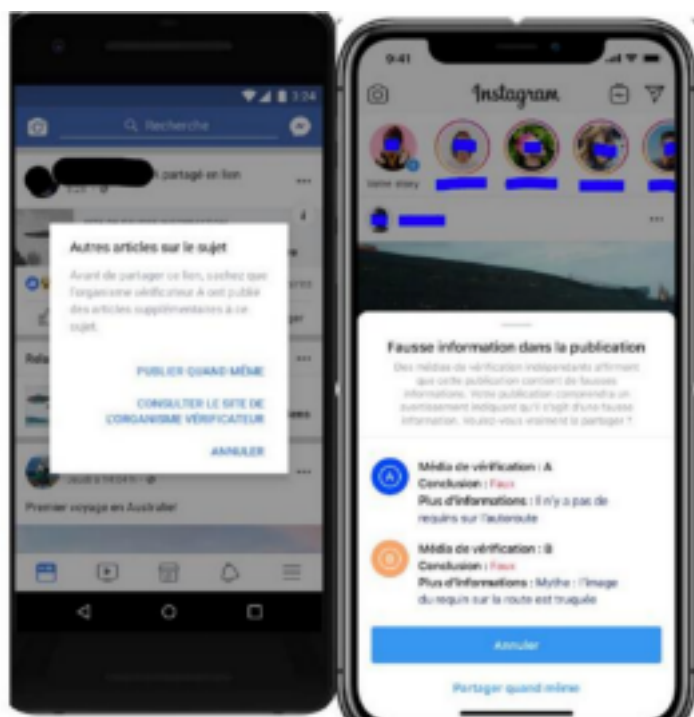 3:24
Recherche
A partagé un lien
Autres articles sur le sujet
Avant de partager ce lien, sachez que
l'organisme vérificateur A ont publié
des articles supplémentaires à ce
sujet.
PUBLIER QUAND MÊME
CONSULTER LE SITE DE
L'ORGANISME VÉRIFICATEUR
ANNULER
Jeudi à
Premier voyage en Australie!
9:41
Instagram
Fausse information dans la publication
Des médias de vérification indépendants affirment
que cette publication contient de fausses
informations. Votre publication comprendra un
avertissement indiquant qu'il s'agit d'une fausse
information. Voulez-vous vraiment la partager ?
A
Média de vérification : A
Conclusion : Faux
Plus d'informations : Il n'y a pas de
requins sur l'autoroute
B
Média de vérification : B
Conclusion : Faux
Plus d'informations : Mythe : l'image
du requin sur la route est truquée
Annuler
Partager quand même